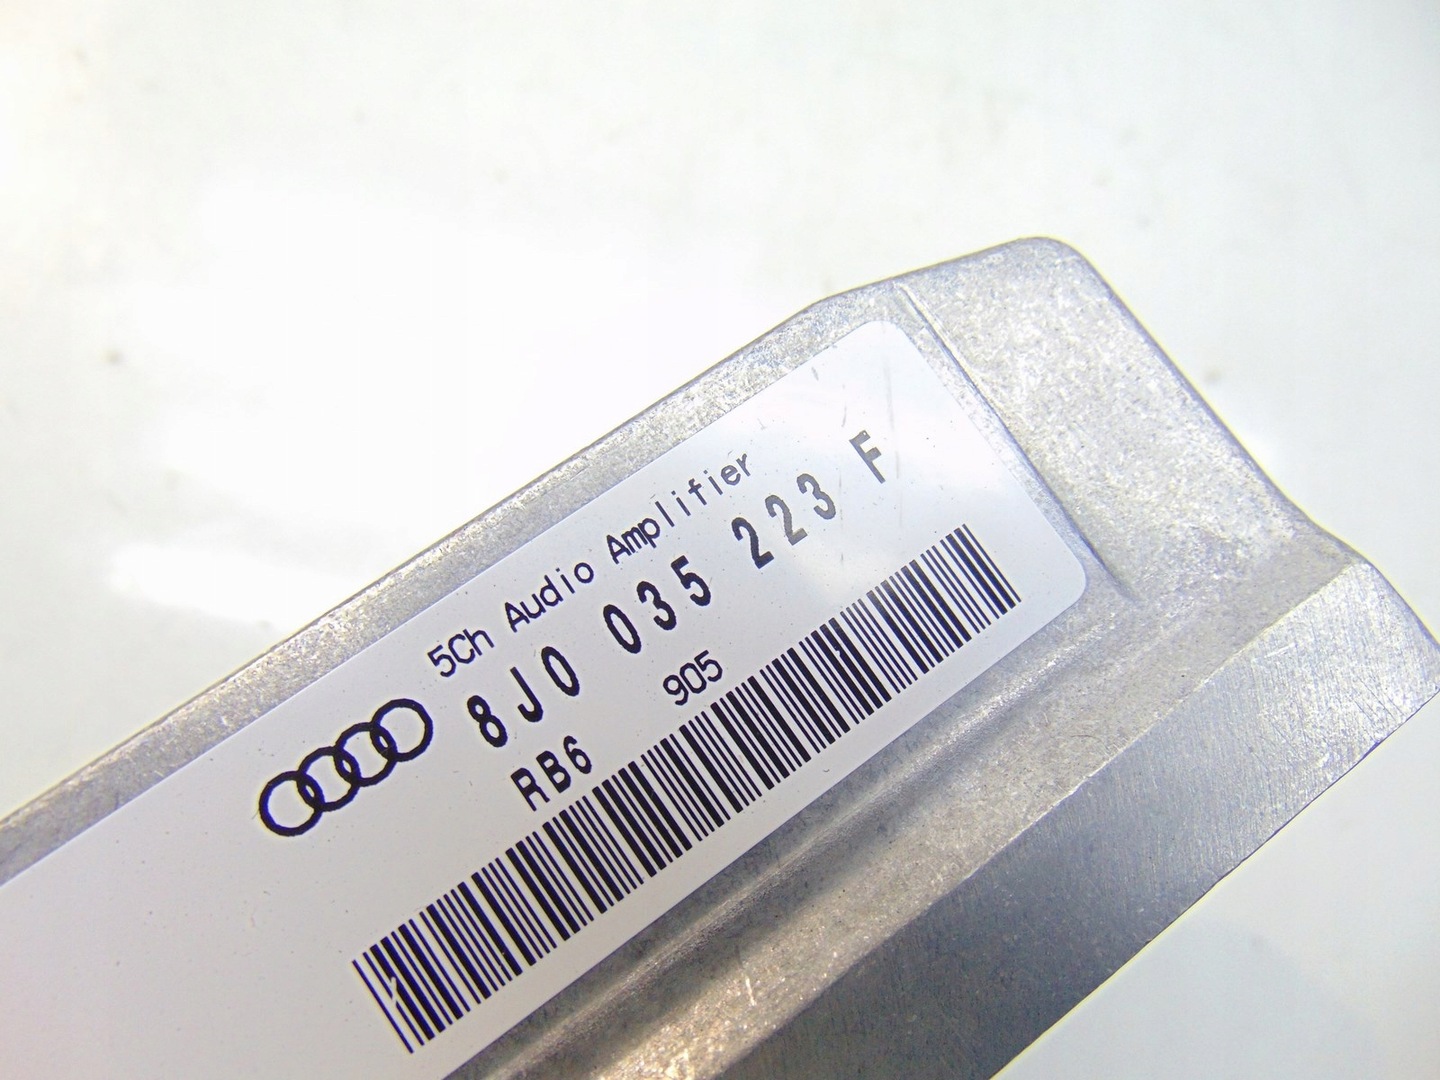 5Ch Audio Amplifier
8J0 035 223 F
RB6 905